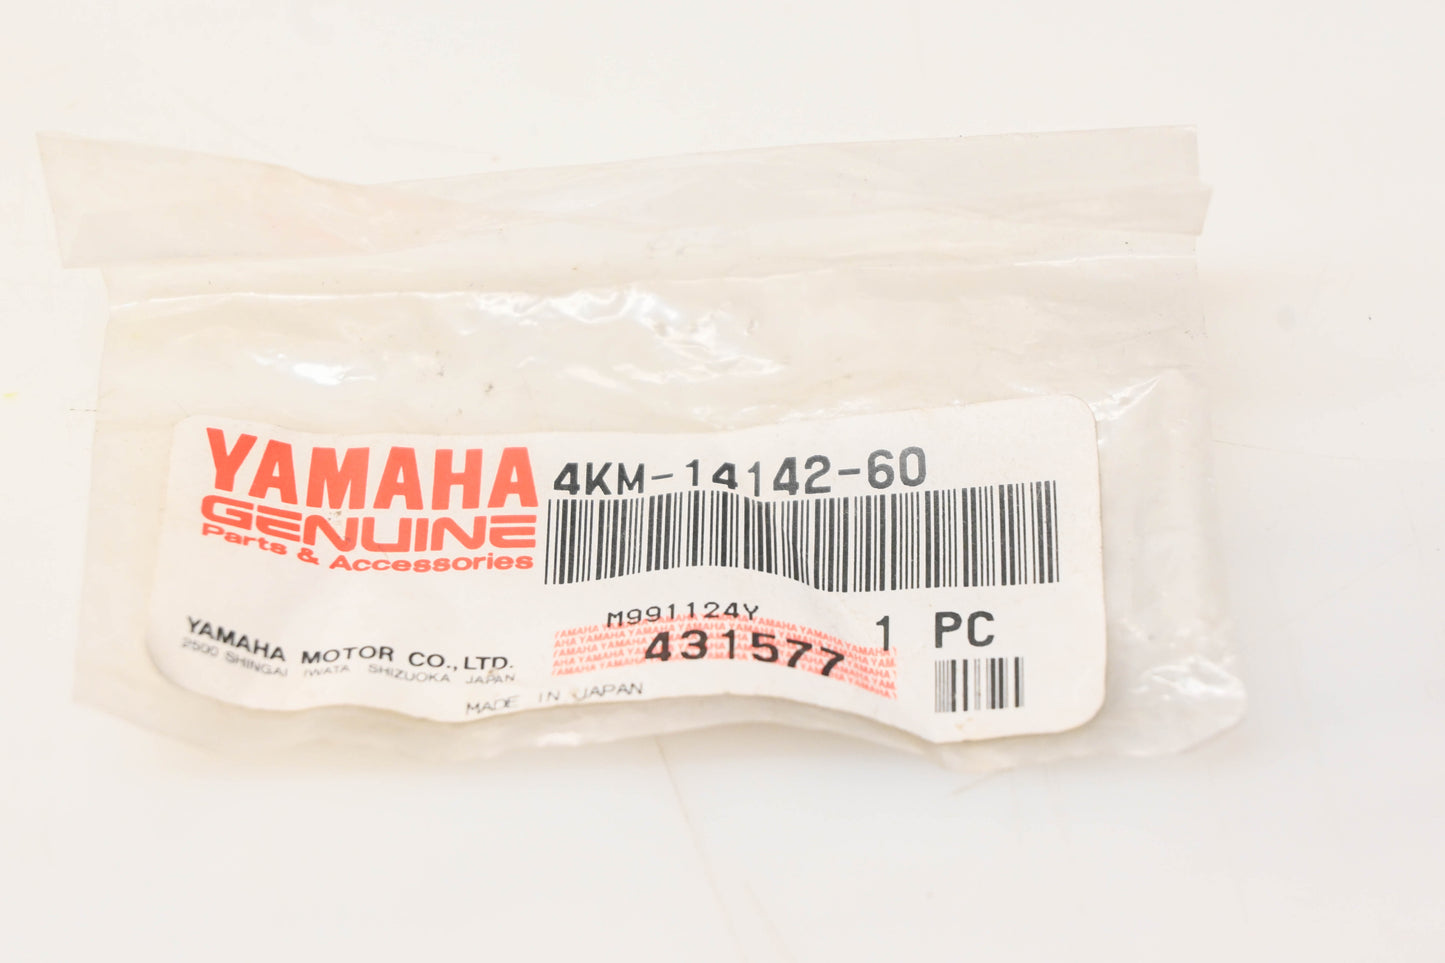 YAMAHA
GENUINE
Parts & Accessories
4KM-14142-60
M991124Y
431577
1 PC
YAMAHA MOTOR CO., LTD.
2500 SHINGAI IWATA SHIZUOKA JAPAN
MADE IN JAPAN